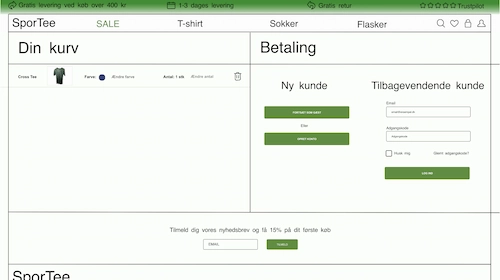 Gratis levering ved køb over 400 kr
1-3 dages levering
Gratis retur
Trustpilot
SporTee
SALE
T-shirt
Sokker
Flasker
Din kurv
Betaling
Cross Tee
Farve:
Ændre farve
Antal: 1 stk
Ændre antal
Ny kunde
FORTSÆT SOM GÆST
Eller
OPRET KONTO
Tilbagevendende kunde
Email:
Adgangskode:
Adgangskode
Husk mig
Glemt adgangskode?
LOG IND
Tilmeld dig vores nyhedsbrev og få 15% på dit første køb
EMAIL
TILMELD
SporTee